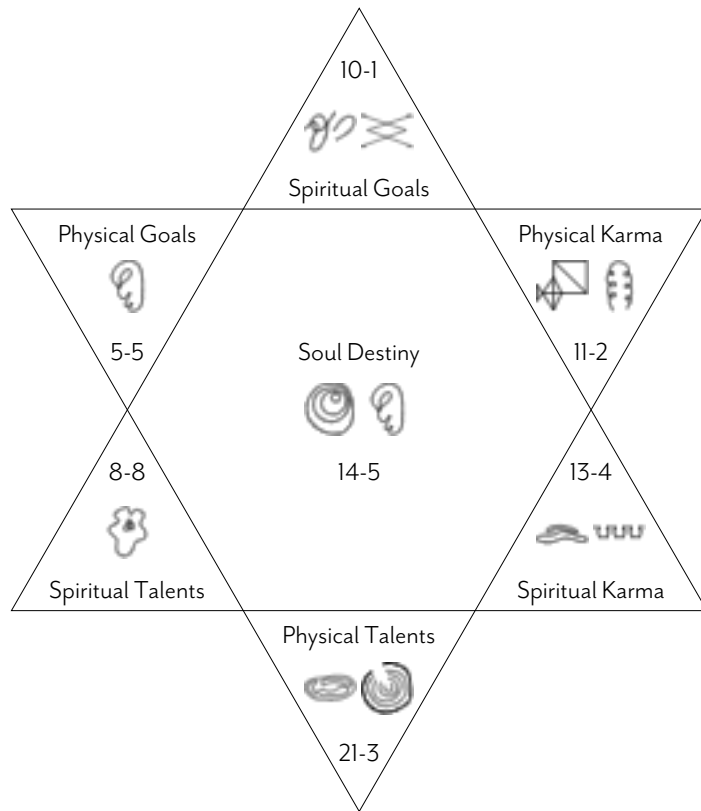 10-1
Spiritual Goals
Physical Goals
5-5
Physical Karma
11-2
Soul Destiny
14-5
8-8
Spiritual Talents
13-4
Spiritual Karma
Physical Talents
21-3